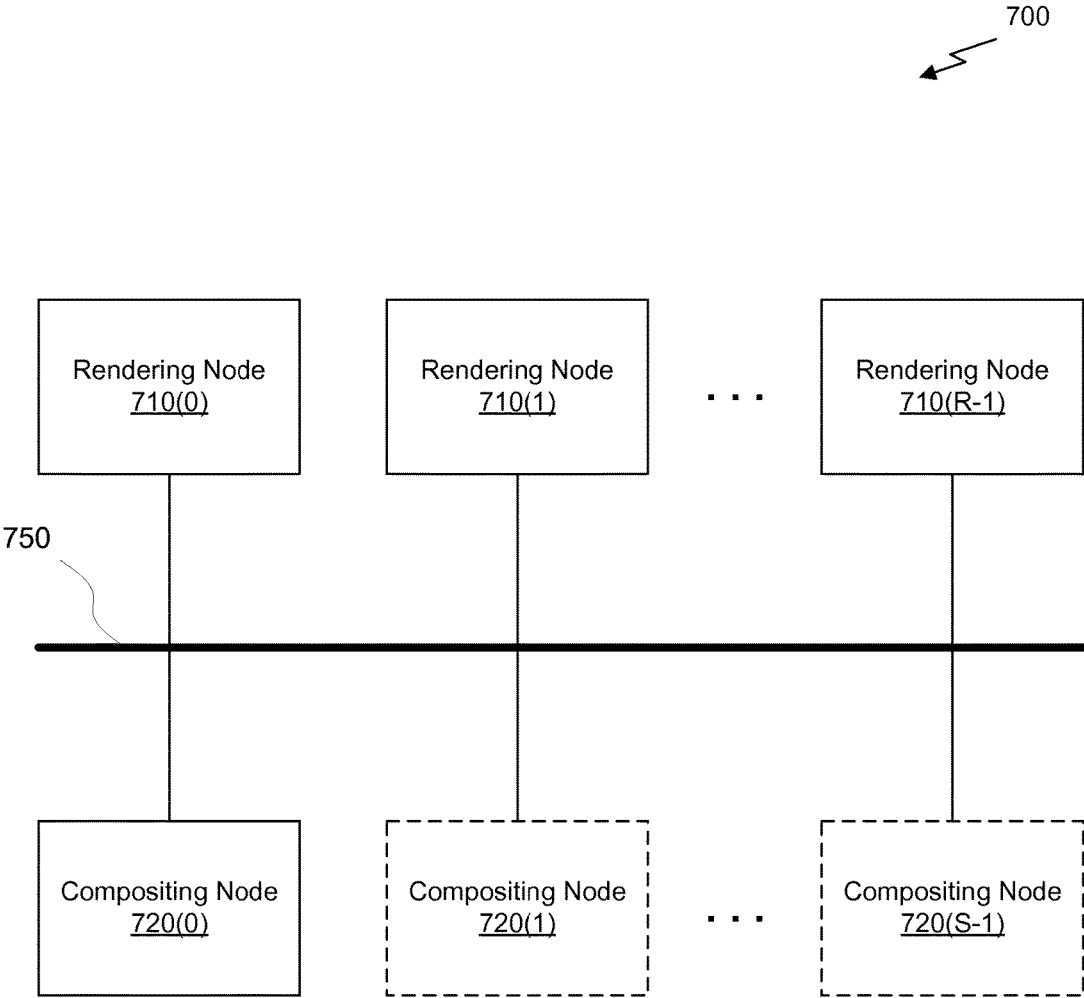 700
Rendering Node
710(0)
Rendering Node
710(1)
. . .
Rendering Node
710(R-1)
750
Compositing Node
720(0)
Compositing Node
720(1)
. . .
Compositing Node
720(S-1)